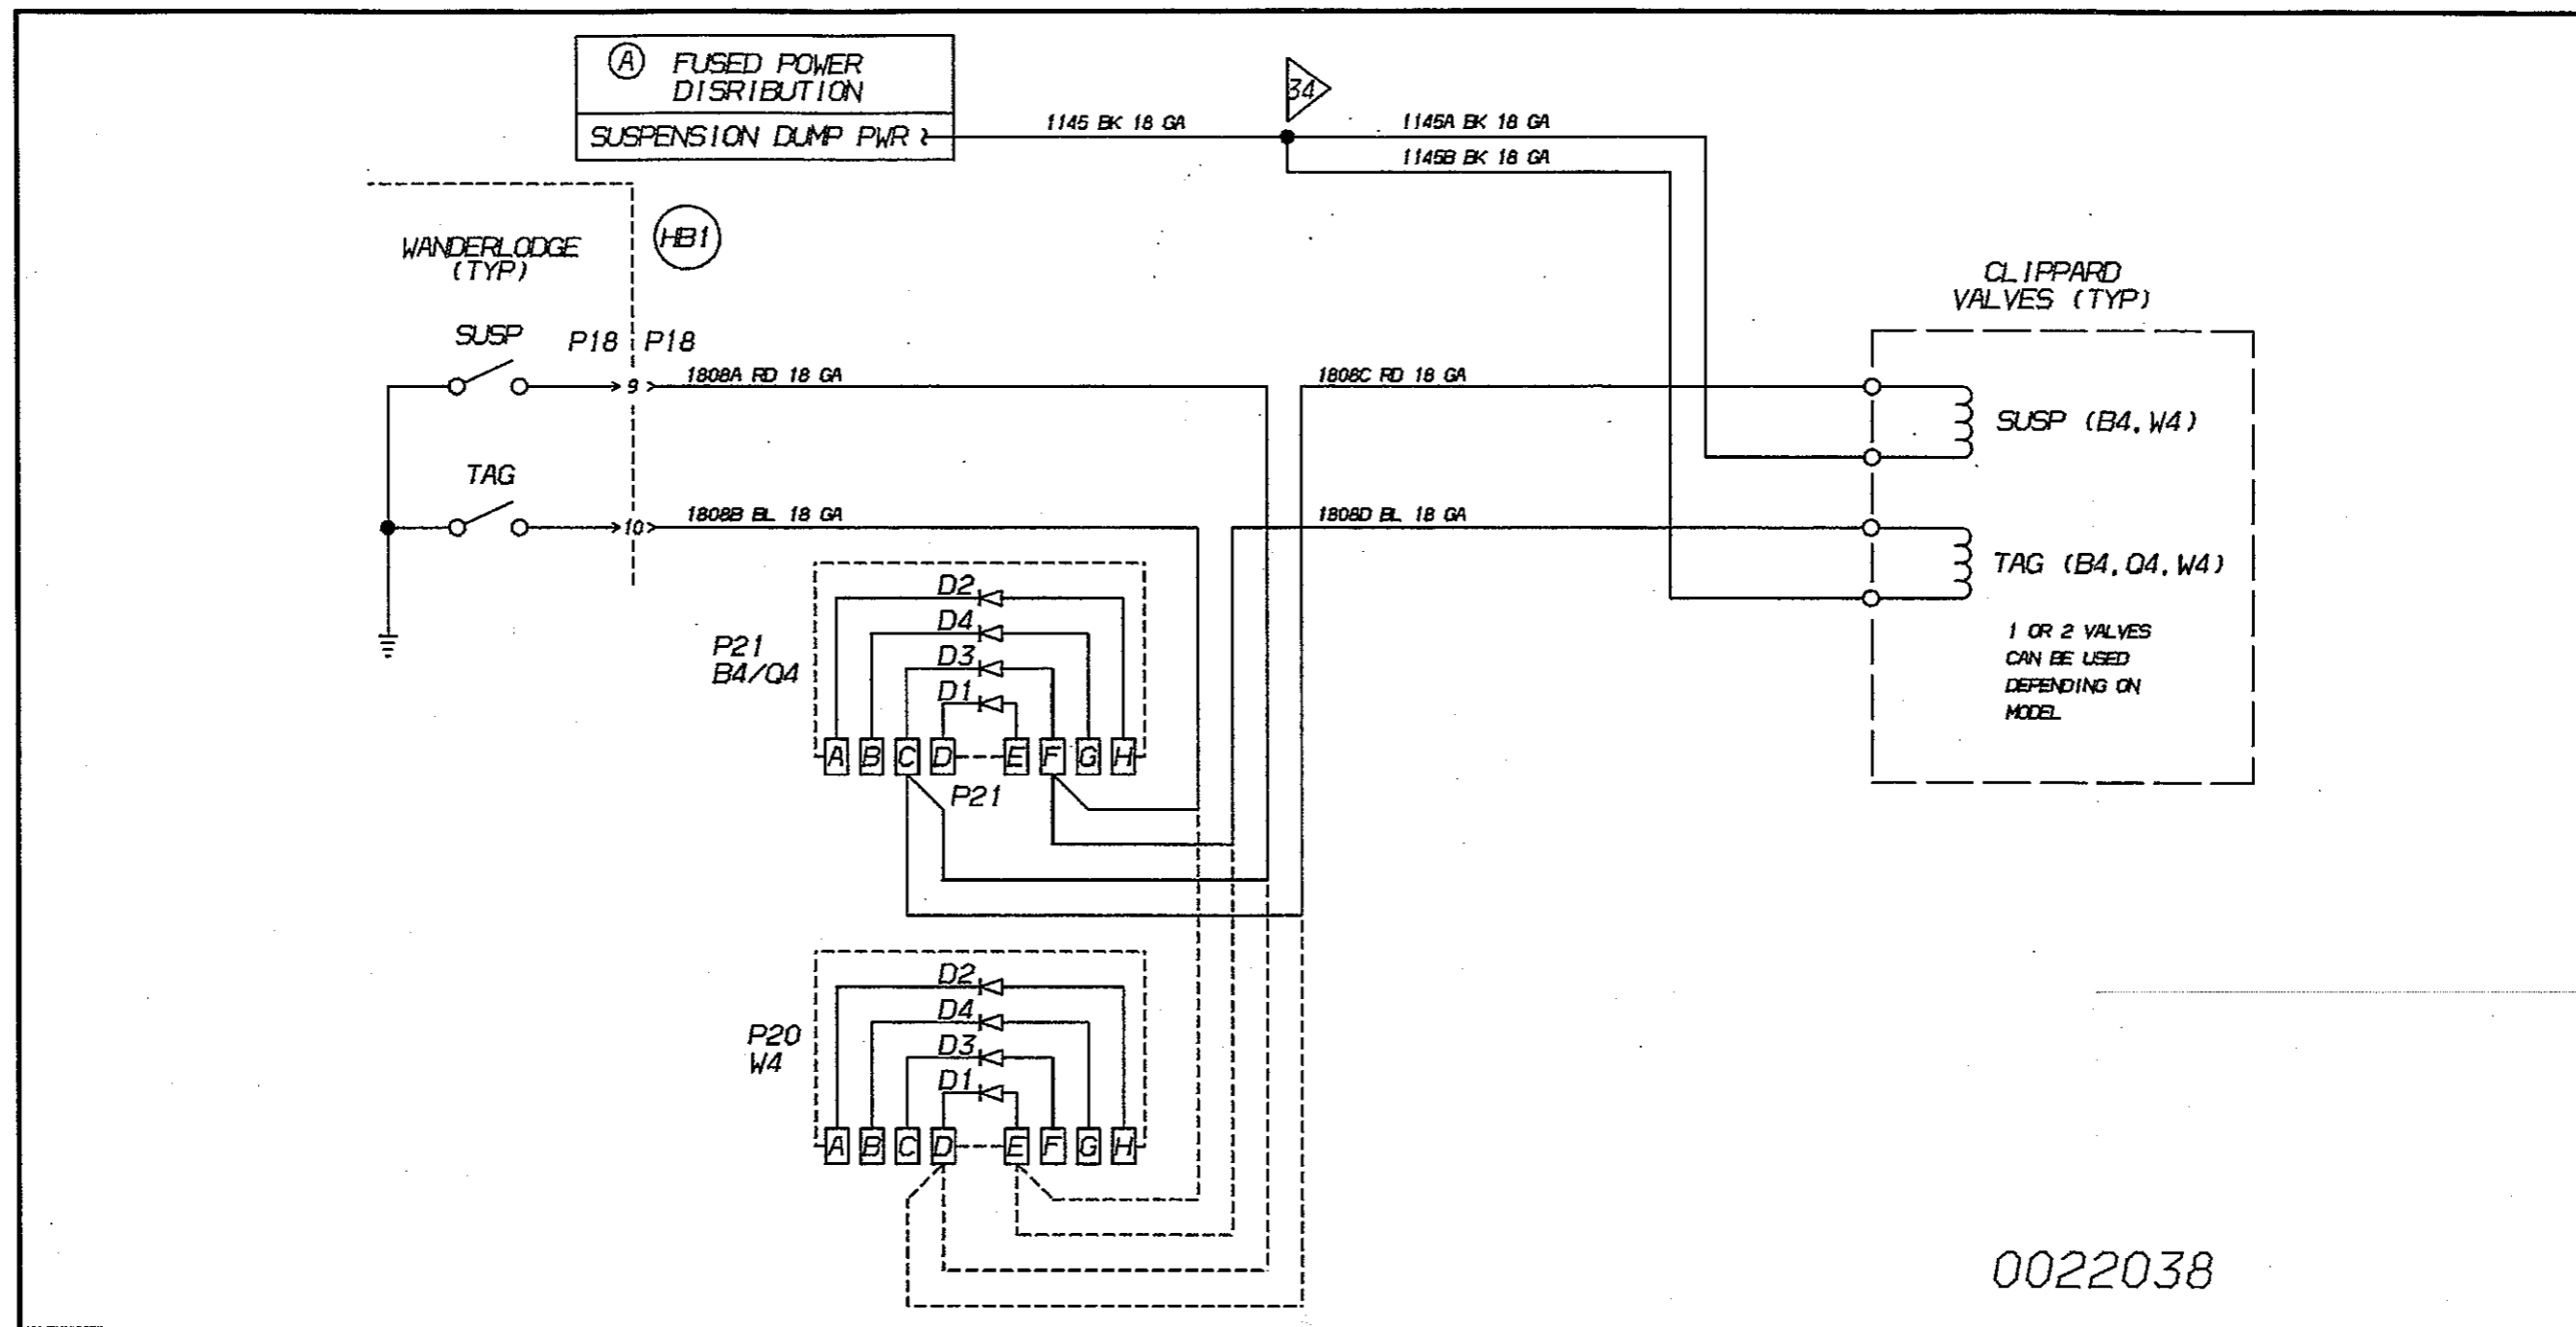 A FUSED POWER
DISRIBUTION
SUSPENSION DUMP PWR
1145 BK 18 GA
34
1145A BK 18 GA
1145B BK 18 GA
WANDERLODGE
(TYP)
HB1
CLIPPARD
VALVES (TYP)
SUSP
P18
P18
9
1808A RD 18 GA
1808C RD 18 GA
SUSP (B4, W4)
TAG
10
1808B BL 18 GA
1808D BL 18 GA
TAG (B4, Q4, W4)
1 OR 2 VALVES
CAN BE USED
DEPENDING ON
MODEL
P21
B4/Q4
D2
D4
D3
D1
A B C D E F G H
P21
P20
W4
D2
D4
D3
D1
A B C D E F G H
0022038